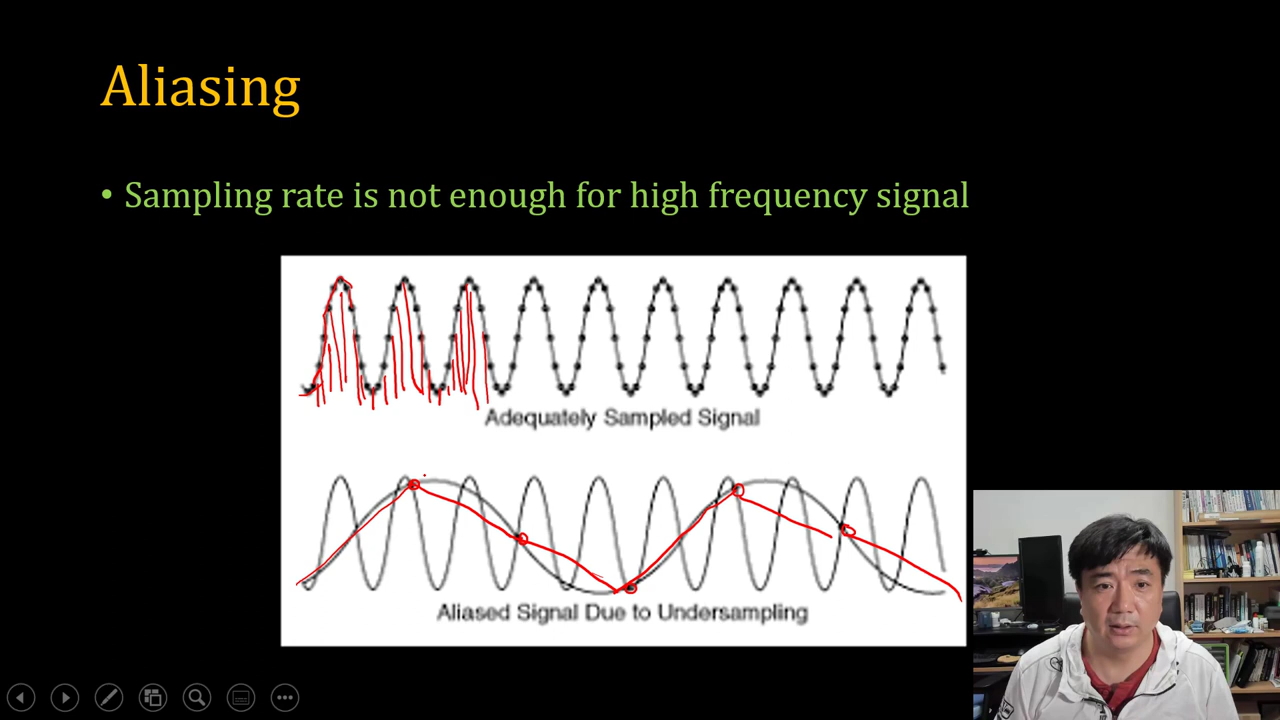 Aliasing
• Sampling rate is not enough for high frequency signal
Adequately Sampled Signal
Aliased Signal Due to Undersampling